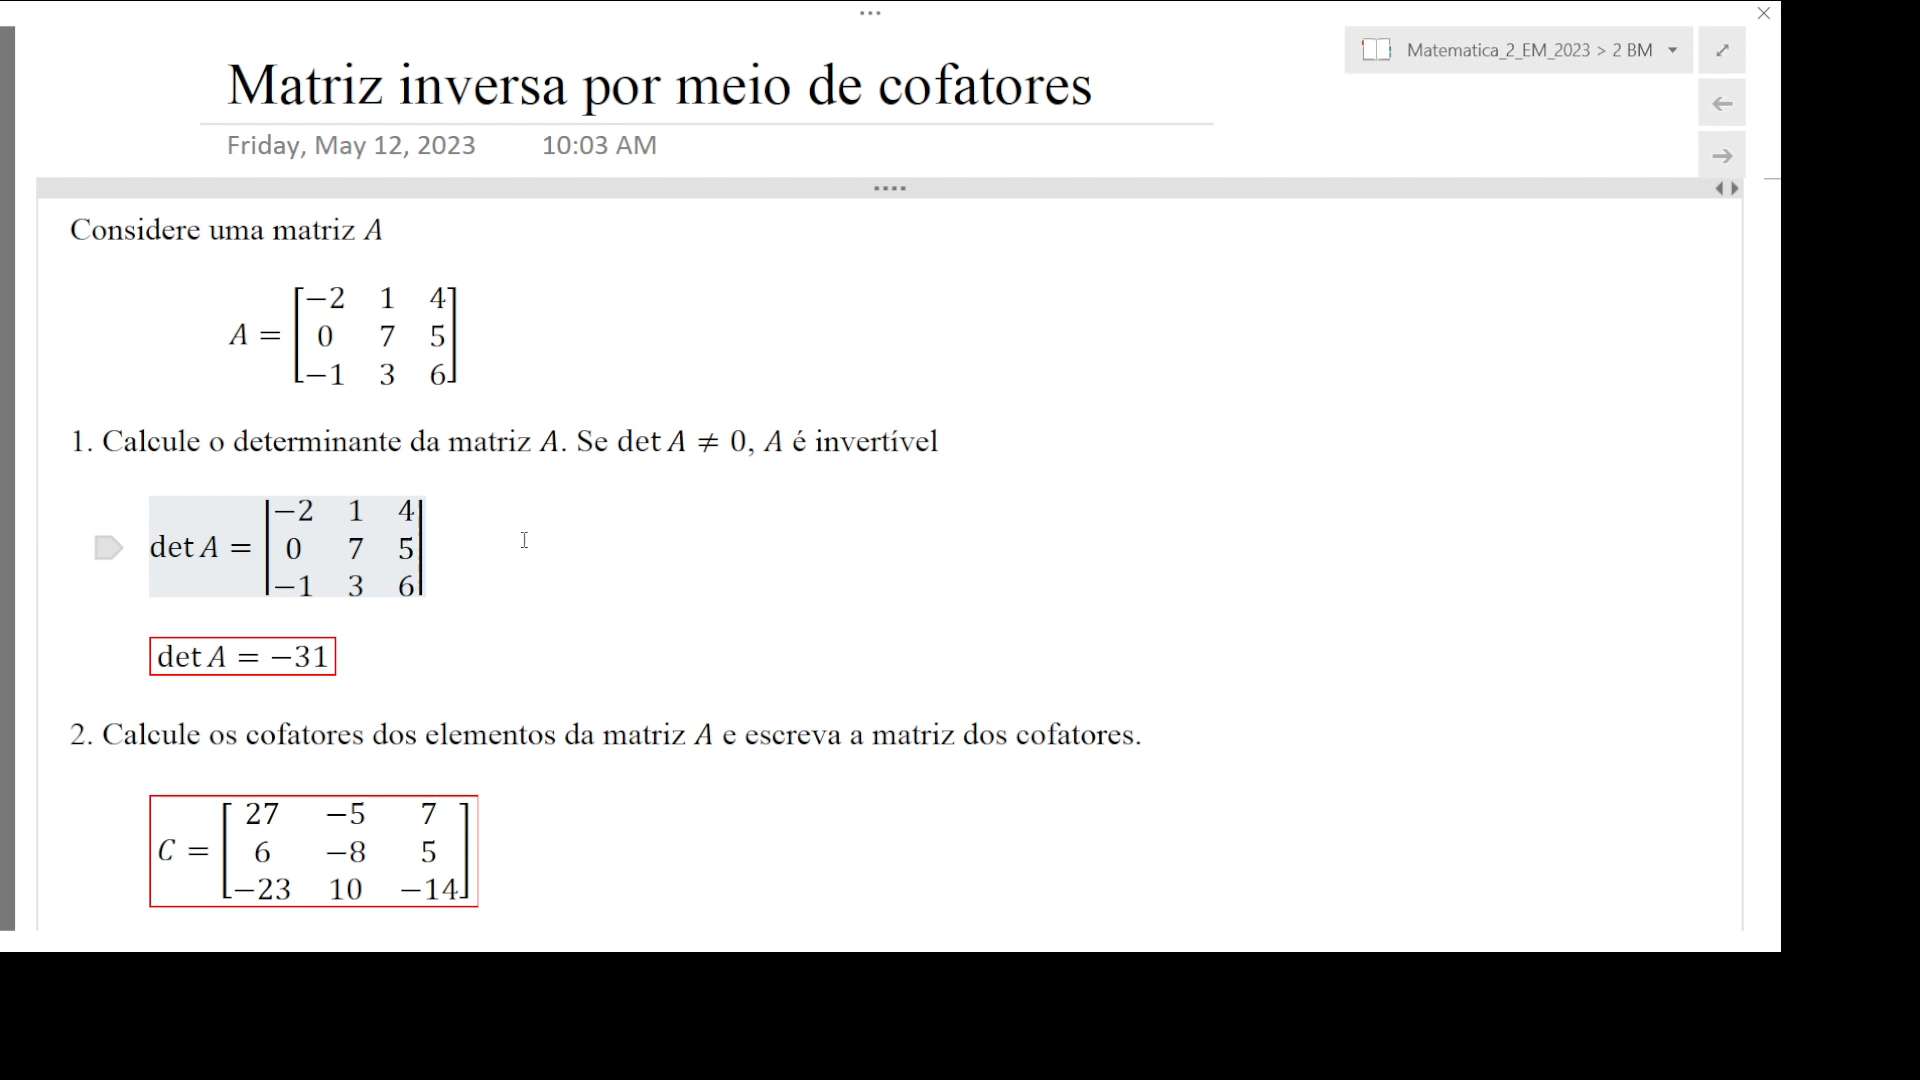 Matematica_2_EM_2023 > 2 BM
Matriz inversa por meio de cofatores
Friday, May 12, 2023 10:03 AM
Considere uma matriz A
A = [−2 1 4
0 7 5
−1 3 6]
1. Calcule o determinante da matriz A. Se det A ≠ 0, A é invertível
det A = |−2 1 4
0 7 5
−1 3 6|
det A = −31
2. Calcule os cofatores dos elementos da matriz A e escreva a matriz dos cofatores.
C = [27 −5 7
6 −8 5
−23 10 −14]